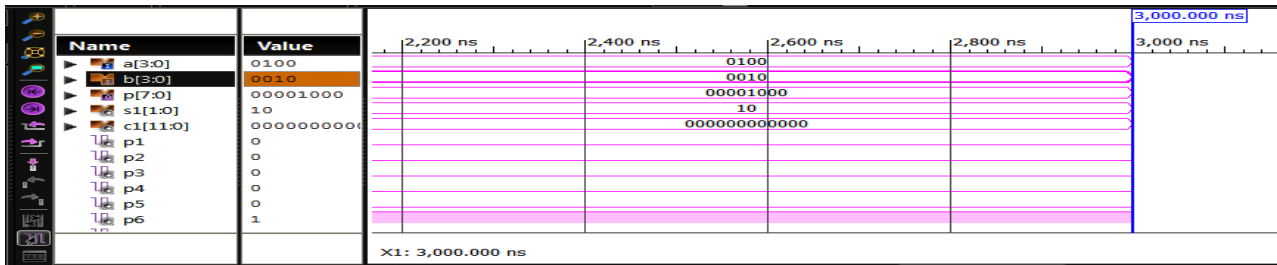 3,000.000 ns
Name Value 2,200 ns 2,400 ns 2,600 ns 2,800 ns 3,000 ns
a[3:0] 0100 0100
b[3:0] 0010 0010
p[7:0] 00001000 00001000
s1[1:0] 10 10
c1[11:0] 0000000000 000000000000
p1 0
p2 0
p3 0
p4 0
p5 0
p6 1
X1: 3,000.000 ns